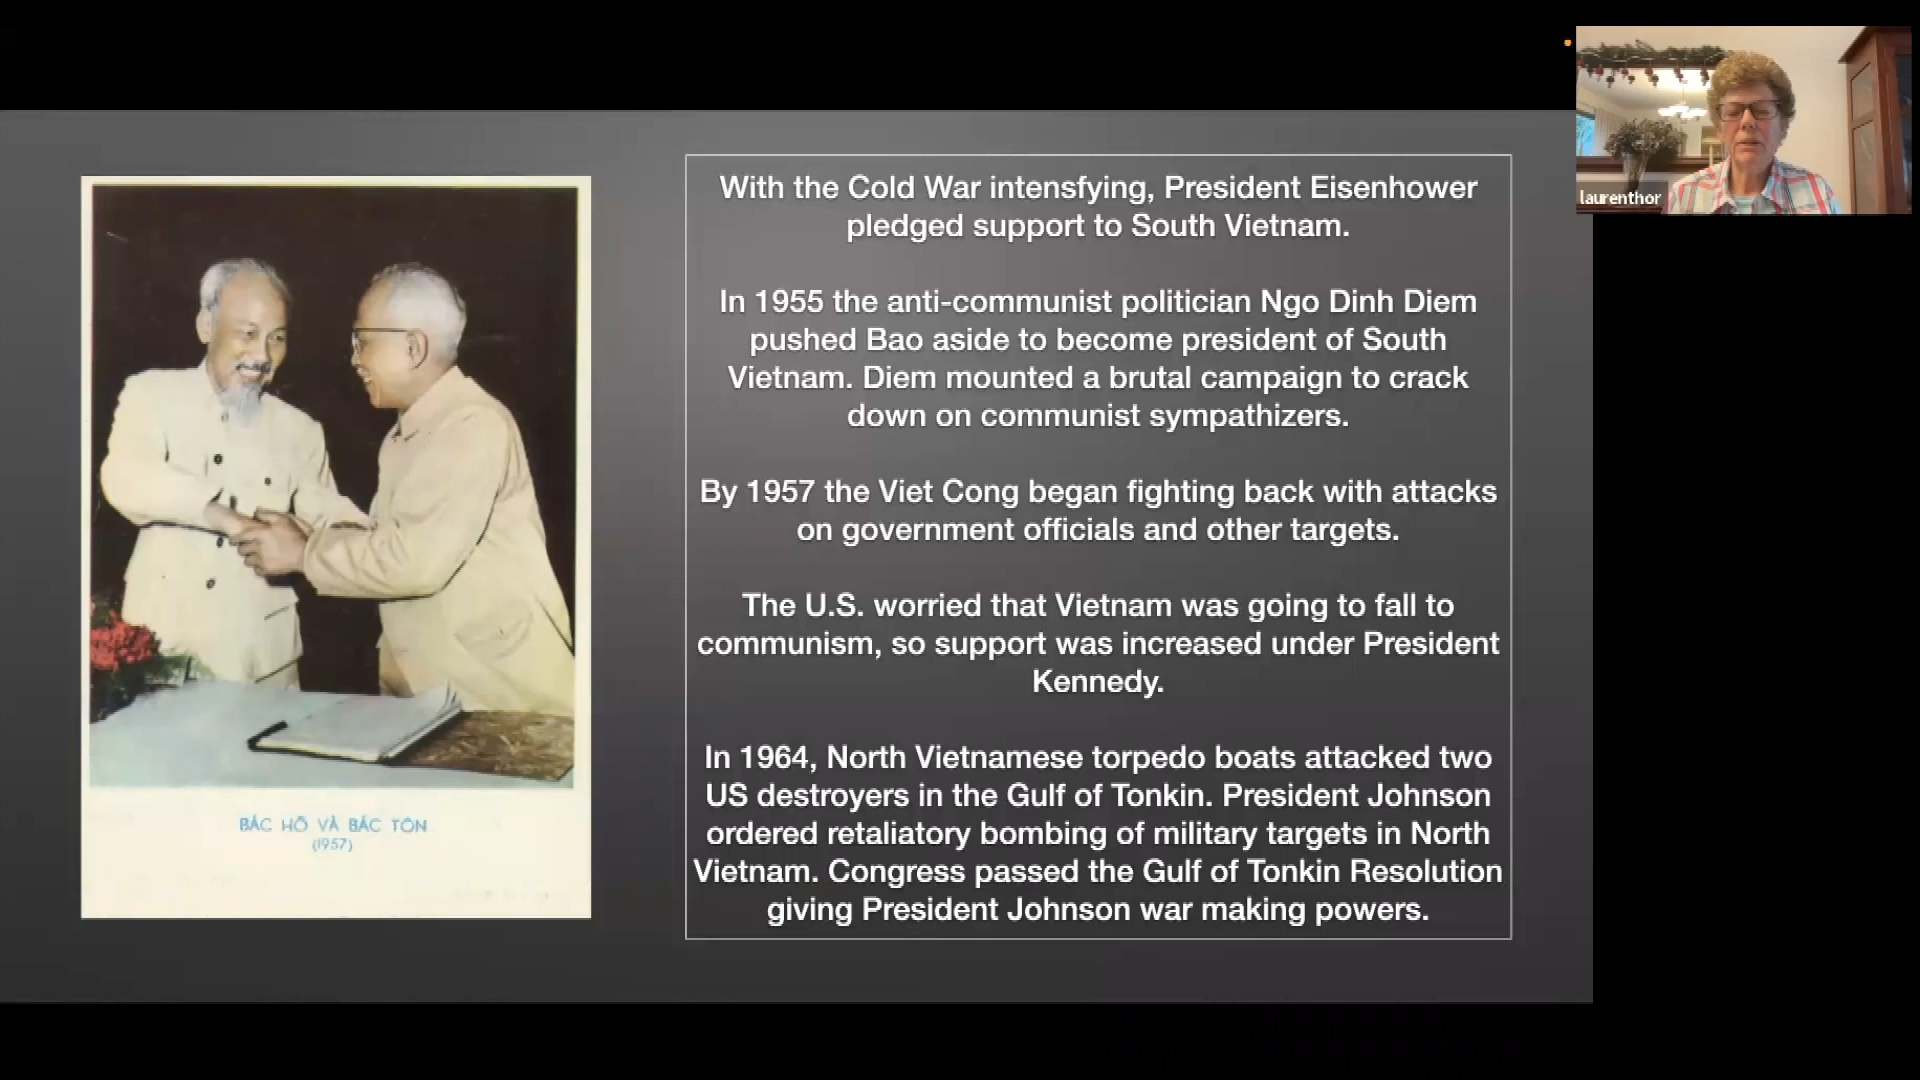 laurenthor
With the Cold War intensfying, President Eisenhower
pledged support to South Vietnam.
In 1955 the anti-communist politician Ngo Dinh Diem
pushed Bao aside to become president of South
Vietnam. Diem mounted a brutal campaign to crack
down on communist sympathizers.
By 1957 the Viet Cong began fighting back with attacks
on government officials and other targets.
The U.S. worried that Vietnam was going to fall to
communism, so support was increased under President
Kennedy.
In 1964, North Vietnamese torpedo boats attacked two
US destroyers in the Gulf of Tonkin. President Johnson
ordered retaliatory bombing of military targets in North
Vietnam. Congress passed the Gulf of Tonkin Resolution
giving President Johnson war making powers.
BÁC HỒ VÀ BÁC TÔN
(1957)